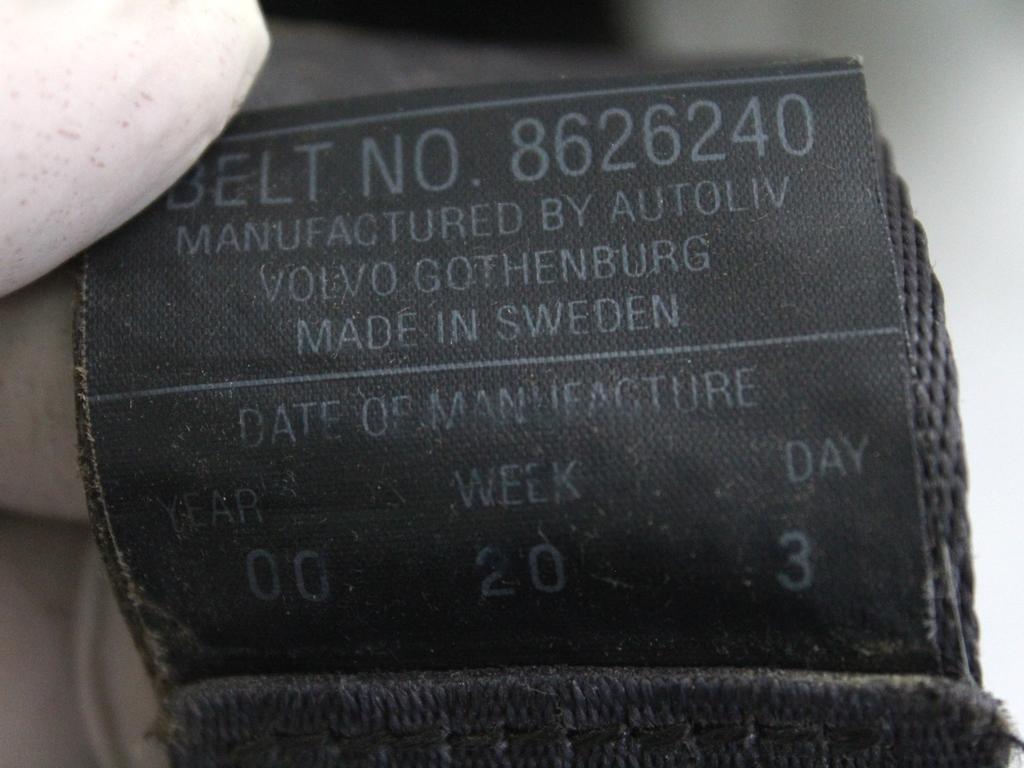 BELT NO. 8626240
MANUFACTURED BY AUTOLIV
VOLVO GOTHENBURG
MADE IN SWEDEN
DATE OF MANUFACTURE
YEAR WEEK DAY
00 20 3